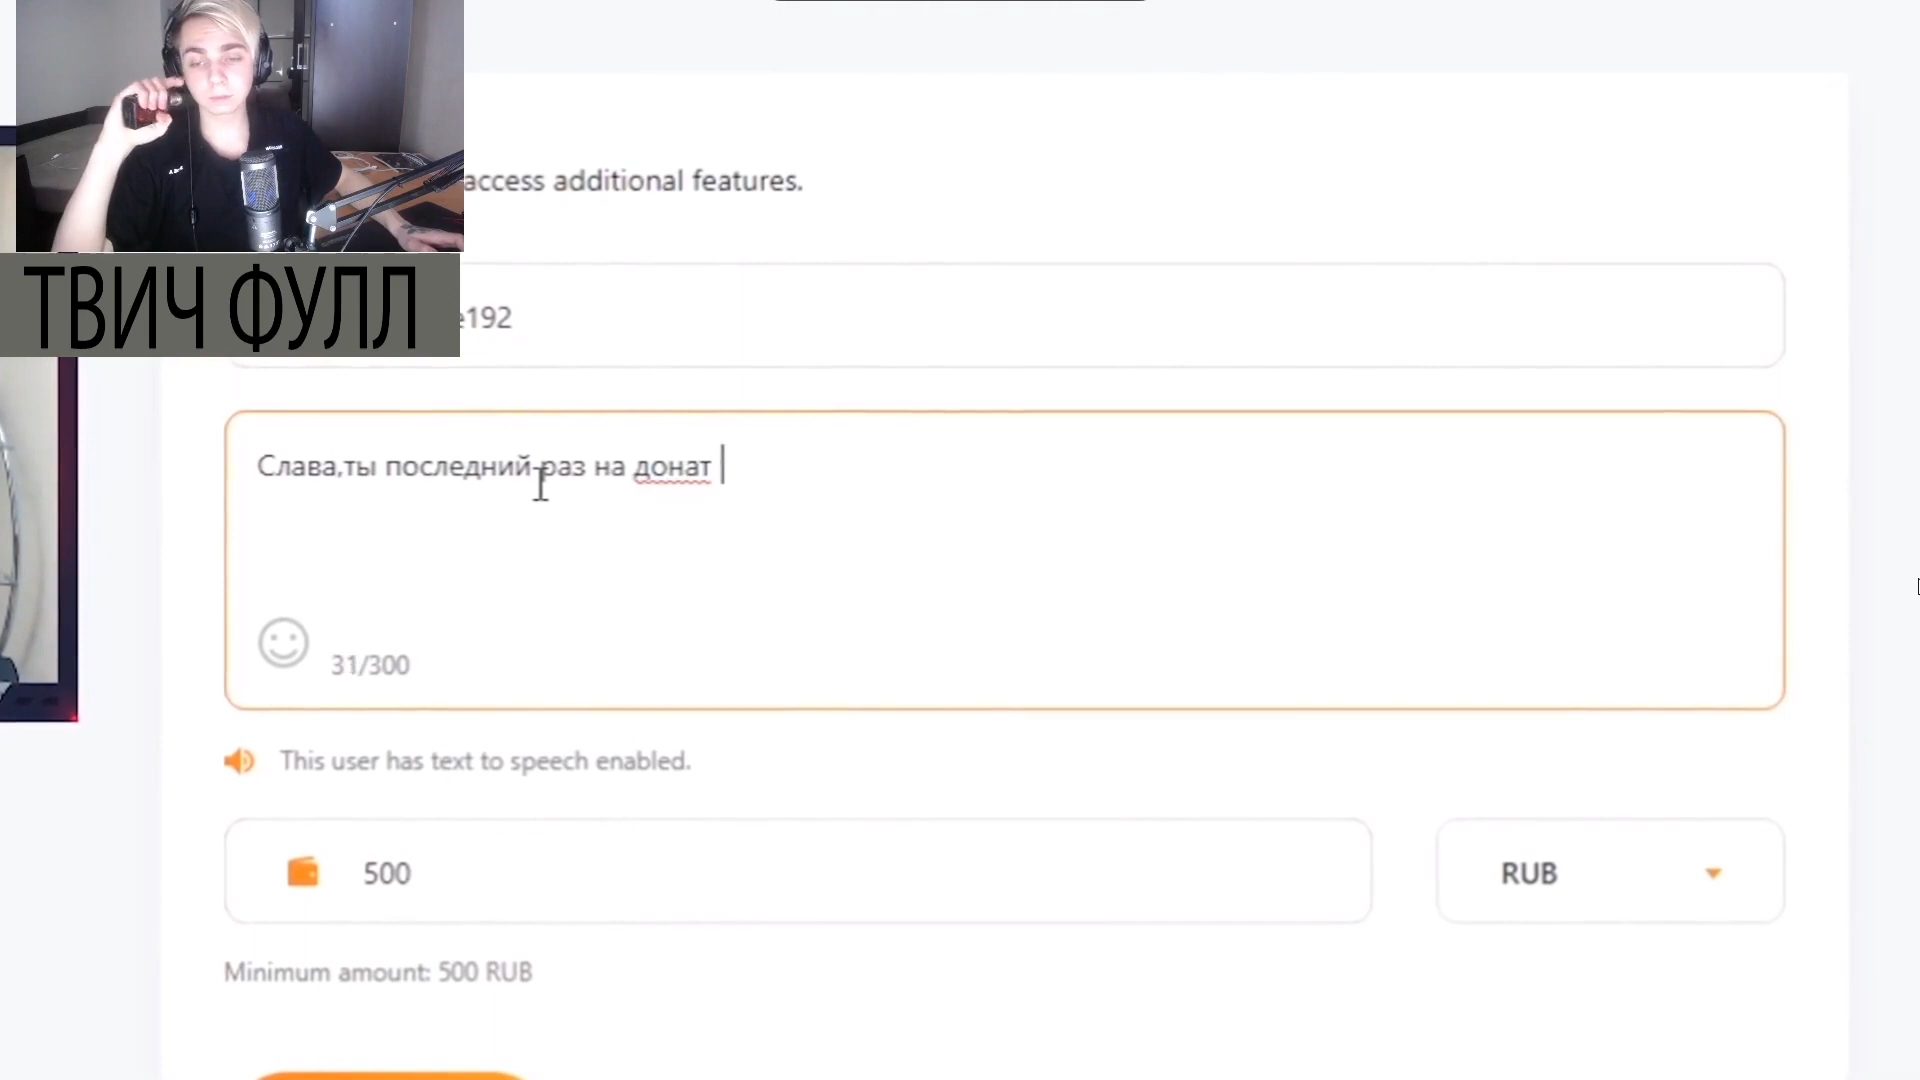 access additional features.
ТВИЧ ФУЛЛ
e192
Слава,ты последний раз на донат
31/300
This user has text to speech enabled.
500
RUB
Minimum amount: 500 RUB